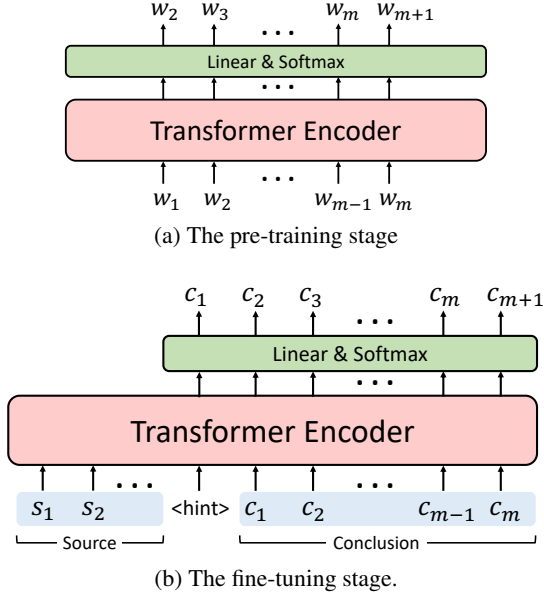 w₂ w₃ ... wₘ wₘ₊₁
Linear & Softmax
...
Transformer Encoder
...
w₁ w₂ wₘ₋₁ wₘ
(a) The pre-training stage
c₁ c₂ c₃ cₘ cₘ₊₁
...
Linear & Softmax
...
Transformer Encoder
... ...
s₁ s₂ <hint> c₁ c₂ cₘ₋₁ cₘ
Source Conclusion
(b) The fine-tuning stage.